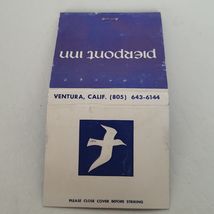 pierpont inn
VENTURA, CALIF. (805) 643-6144
PLEASE CLOSE COVER BEFORE STRIKING